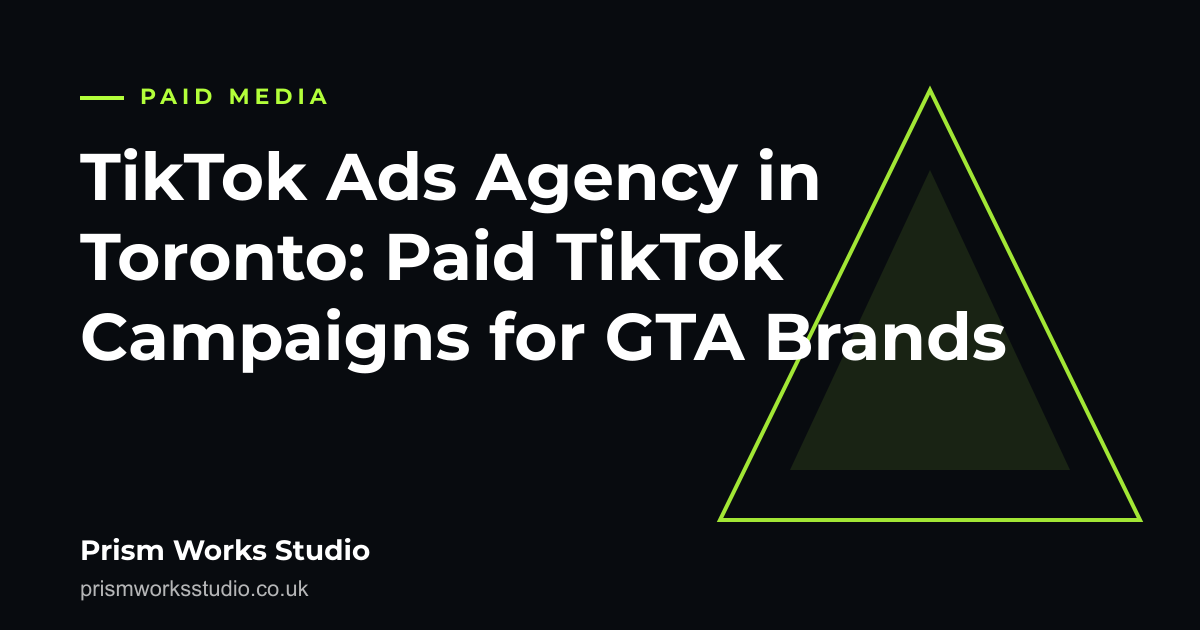 PAID MEDIA
TikTok Ads Agency in
Toronto: Paid TikTok
Campaigns for GTA Brands
Prism Works Studio
prismworksstudio.co.uk